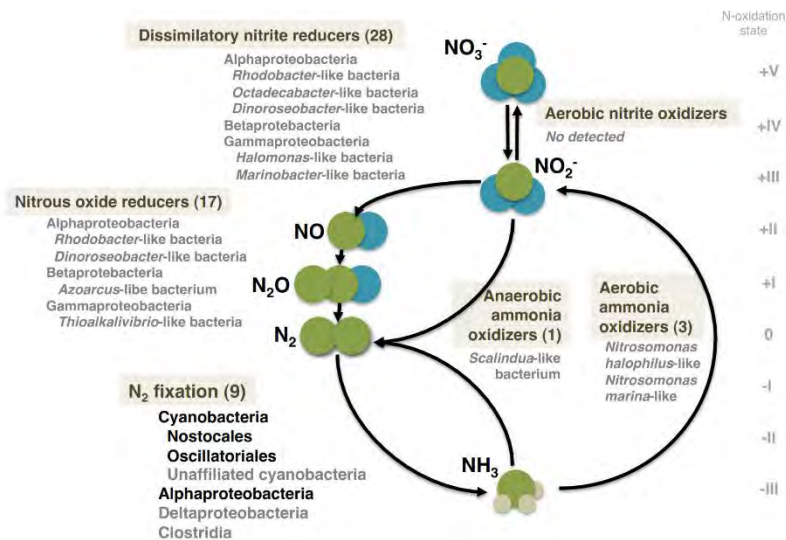 N-oxidation
state
Dissimilatory nitrite reducers (28)
Alphaproteobacteria
Rhodobacter-like bacteria
Octadecabacter-like bacteria
Dinoroseobacter-like bacteria
Betaprotebacteria
Gammaproteobacteria
Halomonas-like bacteria
Marinobacter-like bacteria
NO3-
+V
Aerobic nitrite oxidizers
No detected
+IV
NO2-
+III
Nitrous oxide reducers (17)
Alphaproteobacteria
Rhodobacter-like bacteria
Dinoroseobacter-like bacteria
Betaprotebacteria
Azoarcus-like bacterium
Gammaproteobacteria
Thioalkalivibrio-like bacteria
NO
+II
N2O
+I
N2
0
Anaerobic
ammonia
oxidizers (1)
Scalindua-like
bacterium
Aerobic
ammonia
oxidizers (3)
Nitrosomonas
halophilus-like
Nitrosomonas
marina-like
-I
N2 fixation (9)
Cyanobacteria
Nostocales
Oscillatoriales
Unaffiliated cyanobacteria
Alphaproteobacteria
Deltaproteobacteria
Clostridia
-II
NH3
-III